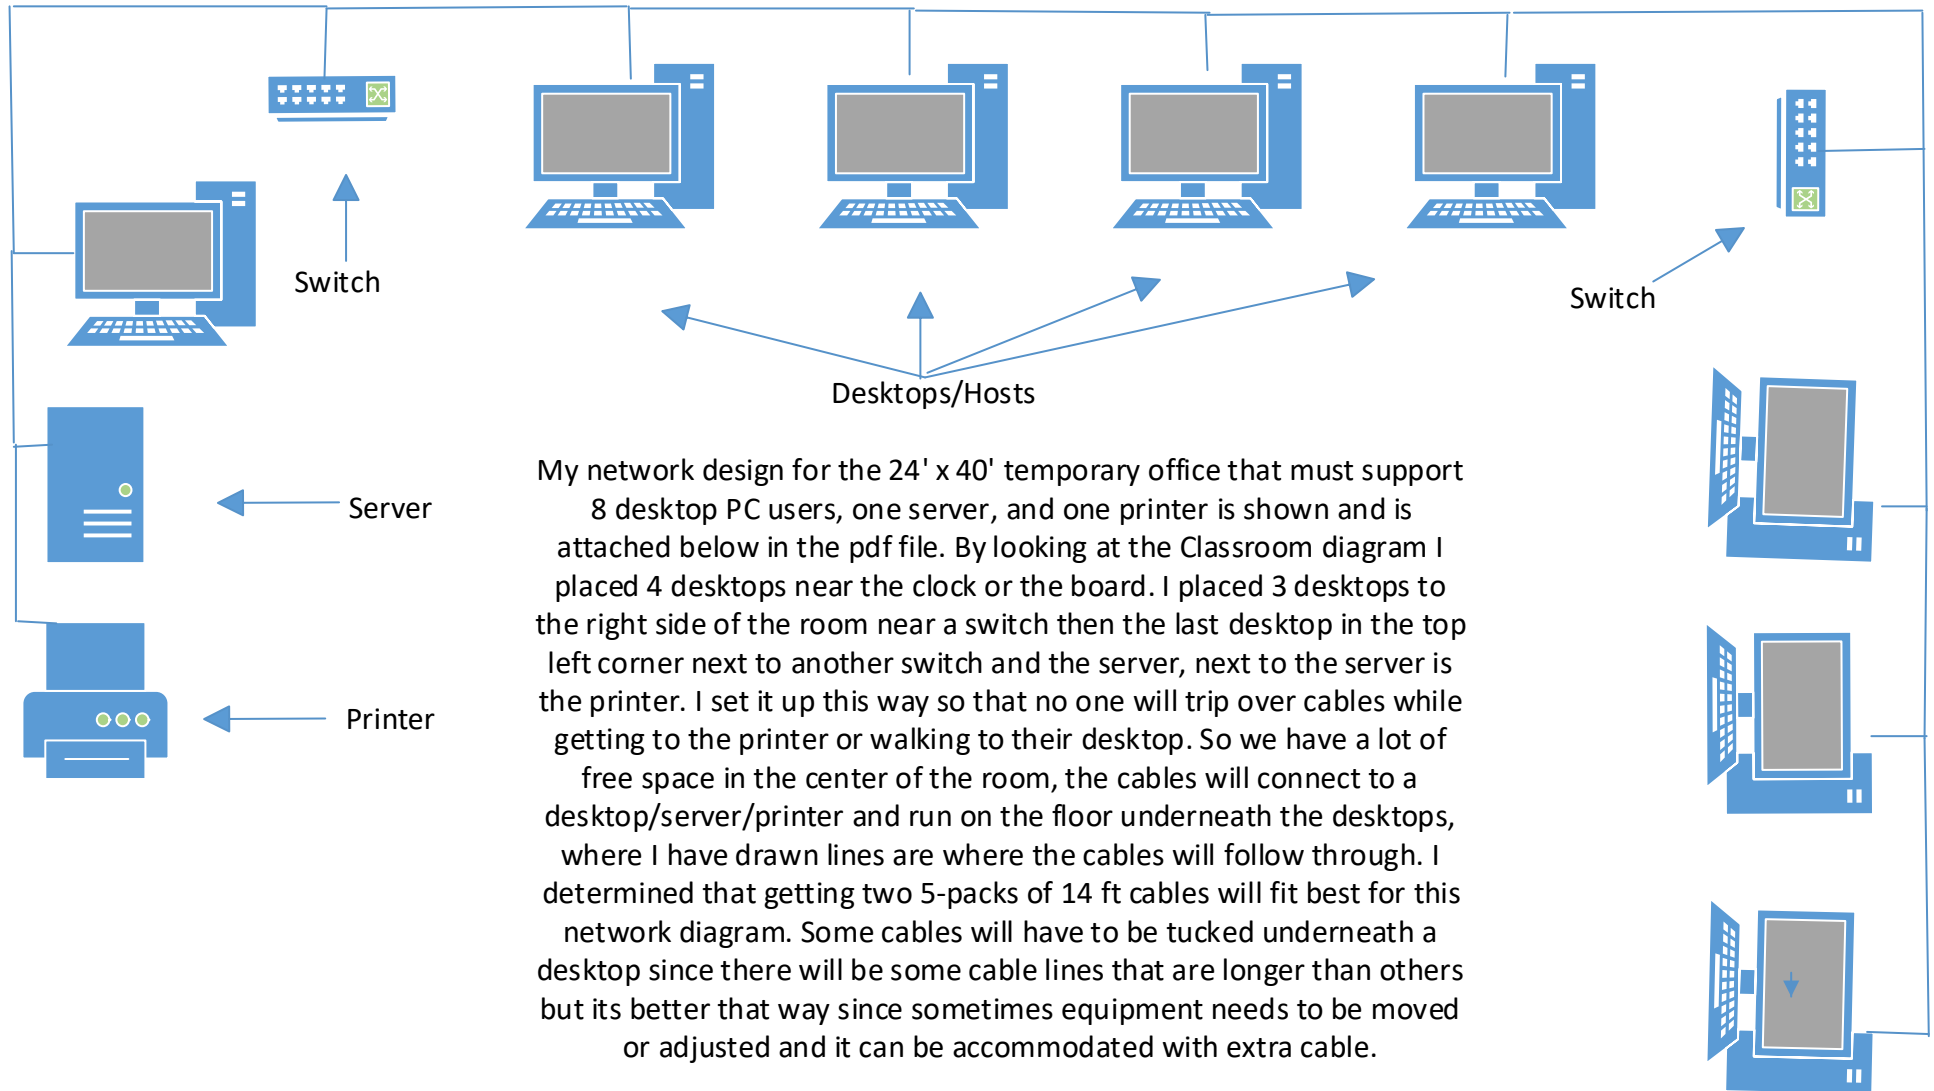 Switch
Switch
Desktops/Hosts
My network design for the 24' x 40' temporary office that must support
8 desktop PC users, one server, and one printer is shown and is
attached below in the pdf file. By looking at the Classroom diagram I
placed 4 desktops near the clock or the board. I placed 3 desktops to
the right side of the room near a switch then the last desktop in the top
left corner next to another switch and the server, next to the server is
the printer. I set it up this way so that no one will trip over cables while
getting to the printer or walking to their desktop. So we have a lot of
free space in the center of the room, the cables will connect to a
desktop/server/printer and run on the floor underneath the desktops,
where I have drawn lines are where the cables will follow through. I
determined that getting two 5-packs of 14 ft cables will fit best for this
network diagram. Some cables will have to be tucked underneath a
desktop since there will be some cable lines that are longer than others
but its better that way since sometimes equipment needs to be moved
or adjusted and it can be accommodated with extra cable.
Server
Printer